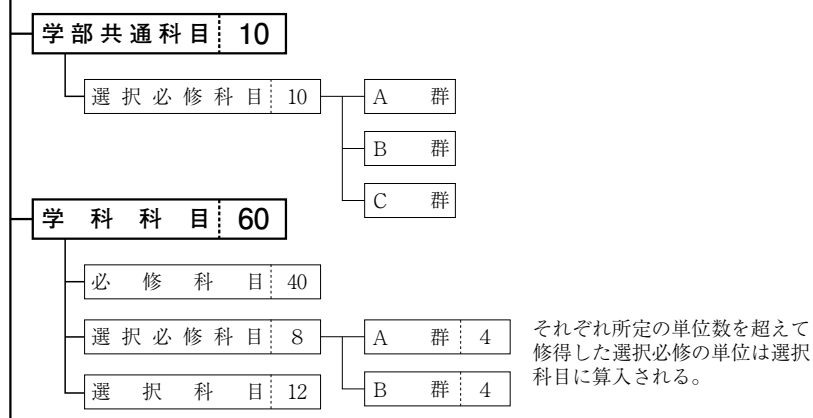 学部共通科目 10
選択必修科目 10
A 群
B 群
C 群
学科科目 60
必修科目 40
選択必修科目 8
A 群 4
それぞれ所定の単位数を超えて
修得した選択必修の単位は選択
科目に算入される。
選択科目 12
B 群 4